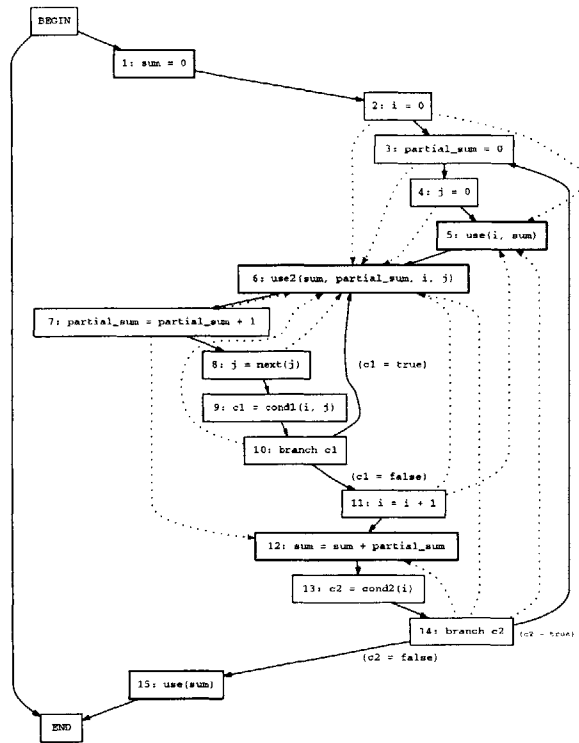 BEGIN
1: sum = 0
2: i = 0
3: partial_sum = 0
4: j = 0
5: use(i, sum)
6: use2(sum, partial_sum, i, j)
7: partial_sum = partial_sum + 1
8: j = next(j)
(c1 = true)
9: c1 = cond1(i, j)
10: branch c1
(c1 = false)
11: i = i + 1
12: sum = sum + partial_sum
13: c2 = cond2(i)
14: branch c2
(c2 = true)
(c2 = false)
15: use(sum)
END